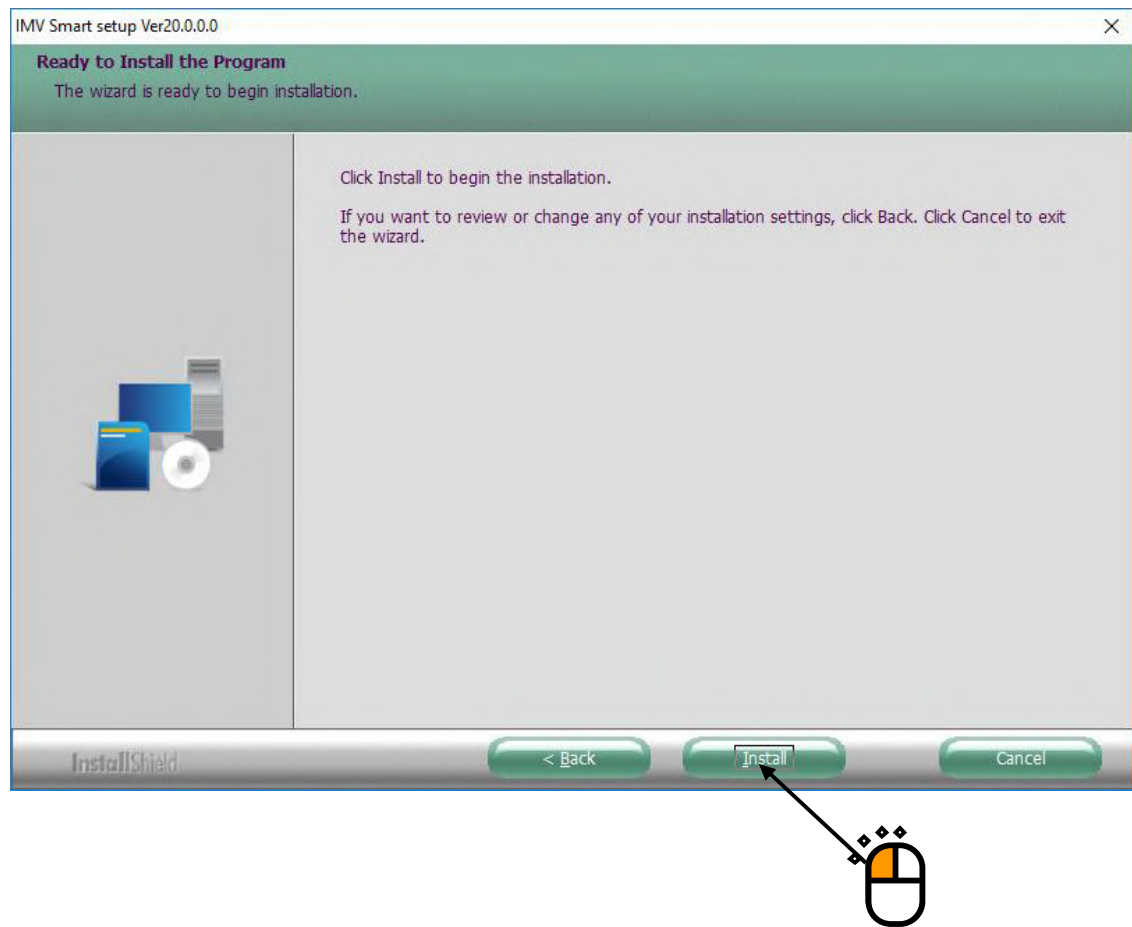 IMV Smart setup Ver20.0.0.0
Ready to Install the Program
The wizard is ready to begin installation.
Click Install to begin the installation.
If you want to review or change any of your installation settings, click Back. Click Cancel to exit
the wizard.
InstallShield
< Back
Install
Cancel